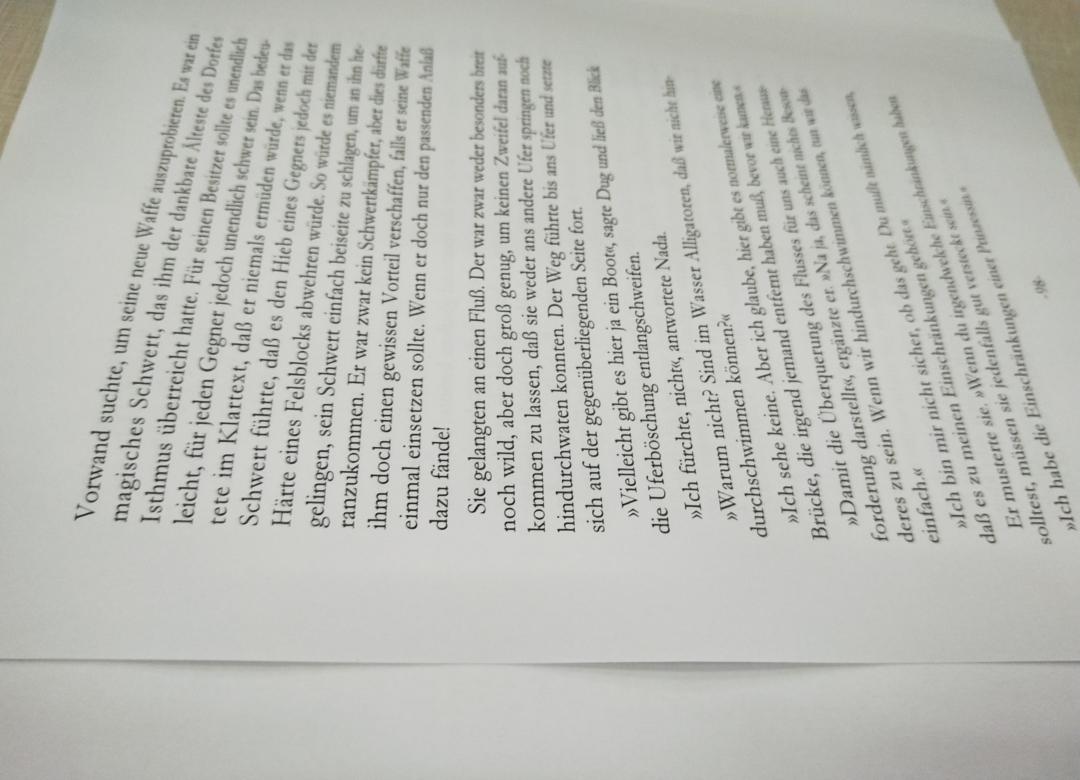 Vorwand suchte, um seine neue Waffe auszuprobieren. Es war ein
magisches Schwert, das ihm der dankbare Älteste des Dorfes
Isthmus überreicht hatte. Für seinen Besitzer sollte es unendlich
leicht, für jeden Gegner jedoch unendlich schwer sein. Das bedeu-
tete im Klartext, daß er niemals ermüden würde, wenn er das
Schwert führte, daß es den Hieb eines Gegners jedoch mit der
Härte eines Felsblocks abwehren würde. So würde es niemandem
gelingen, sein Schwert einfach beiseite zu schlagen, um an ihn he-
ranzukommen. Er war zwar kein Schwertkämpfer, aber dies dürfte
ihm doch einen gewissen Vorteil verschaffen, falls er seine Waffe
einmal einsetzen sollte. Wenn er doch nur den passenden Anlaß
dazu fände!
Sie gelangten an einen Fluß. Der war zwar weder besonders breit
noch wild, aber doch groß genug, um keinen Zweifel daran auf-
kommen zu lassen, daß sie weder ans andere Ufer springen noch
hindurchwaten konnten. Der Weg führte bis ans Ufer und setzte
sich auf der gegenüberliegenden Seite fort.
»Vielleicht gibt es hier ja ein Boot«, sagte Dug und ließ den Blick
die Uferböschung entlangschweifen.
»Ich fürchte, nicht«, antwortete Nada.
»Warum nicht? Sind im Wasser Alligatoren, daß wir nicht hin-
durchschwimmen können?«
»Ich sehe keine. Aber ich glaube, hier gibt es normalerweise eine
Brücke, die irgend jemand entfernt haben muß, bevor wir kamen.«
»Damit die Überquerung des Flusses für uns auch eine Heraus-
forderung darstellt«, ergänzte er. »Na ja, das scheint nichts Beson-
deres zu sein. Wenn wir hindurchschwimmen können, tun wir das
einfach.«
»Ich bin mir nicht sicher, ob das geht. Du mußt nämlich wissen,
daß es zu meinen Einschränkungen gehört.«
Er musterte sie. »Wenn du irgendwelche Einschränkungen haben
solltest, müssen sie jedenfalls gut versteckt sein.«
»Ich habe die Einschränkungen einer Prinzessin.«